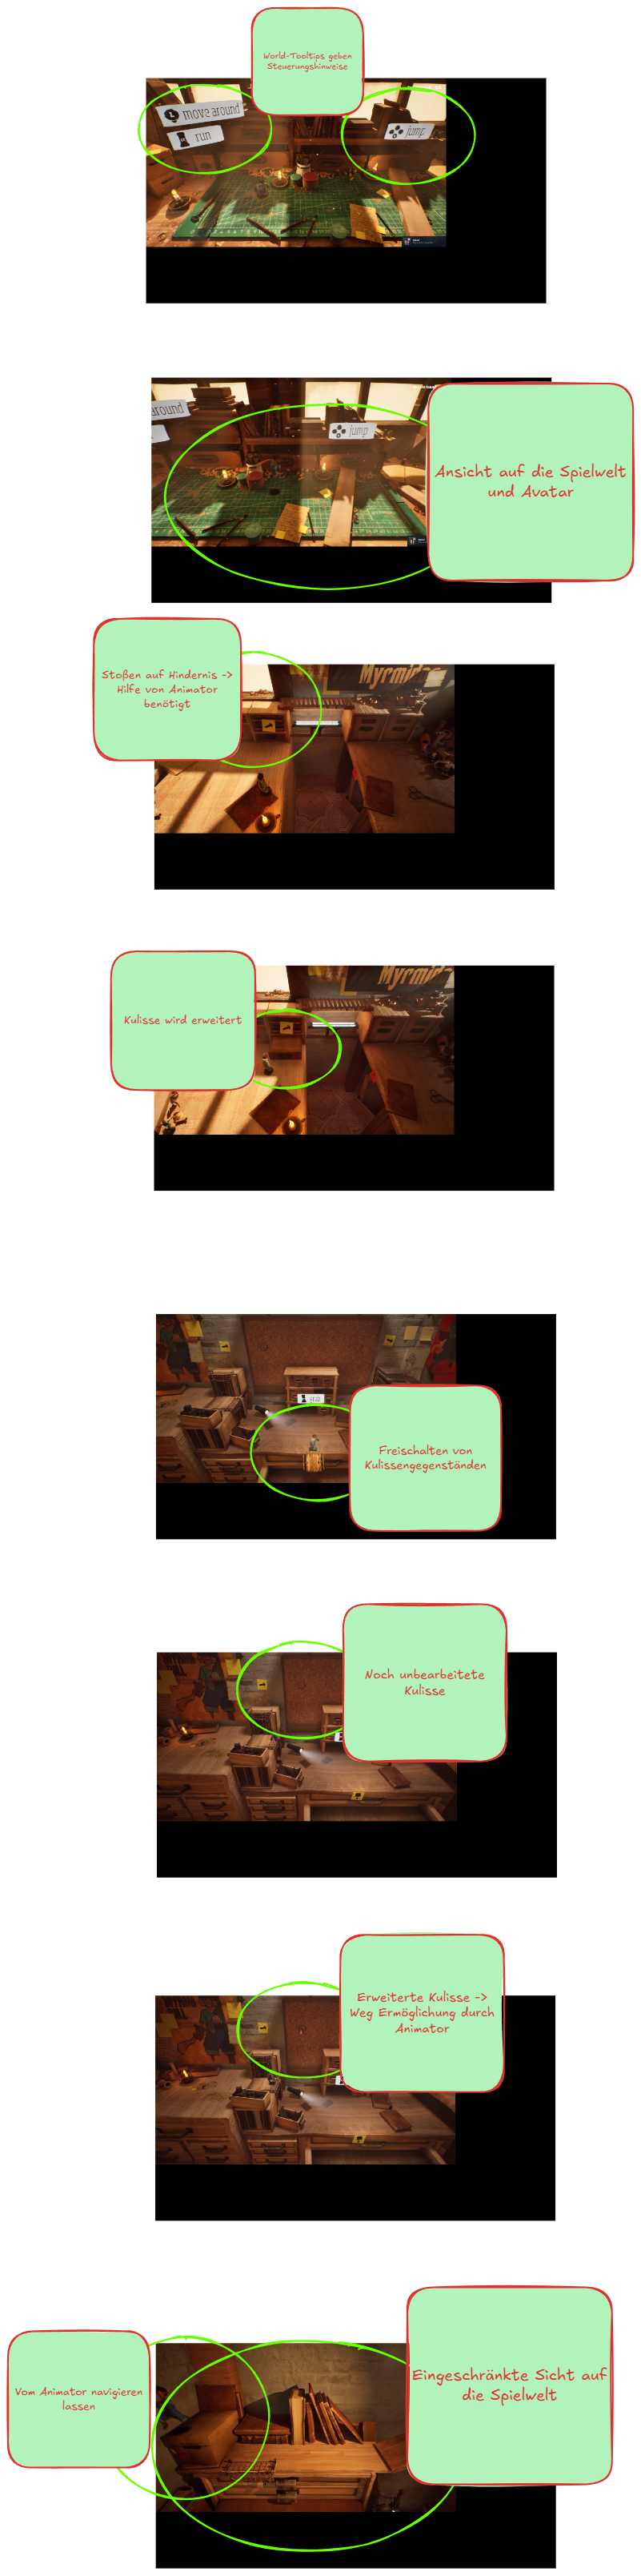 World-Tooltips geben
Steuerungshinweise
move around
run
jump
around
jump
Ansicht auf die Spielwelt
und Avatar
Stoßen auf Hindernis ->
Hilfe von Animator
benötigt
Myrmidon
Kulisse wird erweitert
Freischalten von
Kulissengegenständen
Noch unbearbeitete
Kulisse
Erweiterte Kulisse ->
Weg Ermöglichung durch
Animator
Vom Animator navigieren
lassen
Eingeschränkte Sicht auf
die Spielwelt